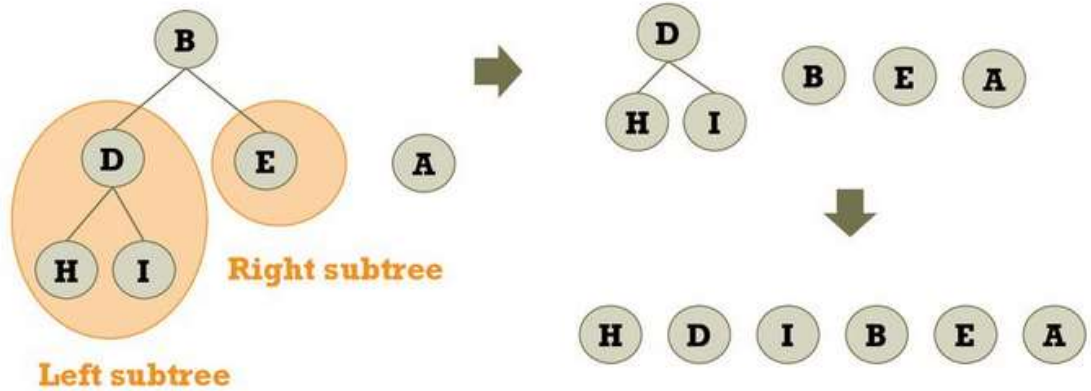 B
D
E
A
H I
Right subtree
Left subtree
D
H I
B E A
H D I B E A